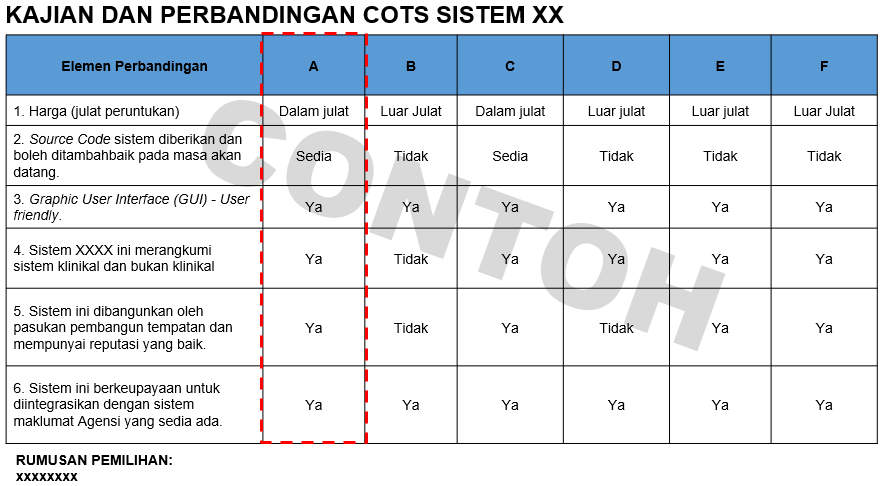 KAJIAN DAN PERBANDINGAN COTS SISTEM XX
Elemen Perbandingan A B C D E F
1. Harga (julat peruntukan) Dalam julat Luar Julat Dalam julat Luar julat Luar julat Luar Julat
2. Source Code sistem diberikan dan
boleh ditambahbaik pada masa akan
datang.
Sedia Tidak Sedia Tidak Tidak Tidak
3. Graphic User Interface (GUI) - User
friendly.
Ya Ya Ya Ya Ya Ya
4. Sistem XXXX ini merangkumi
sistem klinikal dan bukan klinikal
Ya Tidak Ya Ya Ya Ya
5. Sistem ini dibangunkan oleh
pasukan pembangun tempatan dan
mempunyai reputasi yang baik.
Ya Tidak Ya Tidak Ya Ya
6. Sistem ini berkeupayaan untuk
diintegrasikan dengan sistem
maklumat Agensi yang sedia ada.
Ya Ya Ya Ya Ya Ya
CONTOH
RUMUSAN PEMILIHAN:
xxxxxxxx